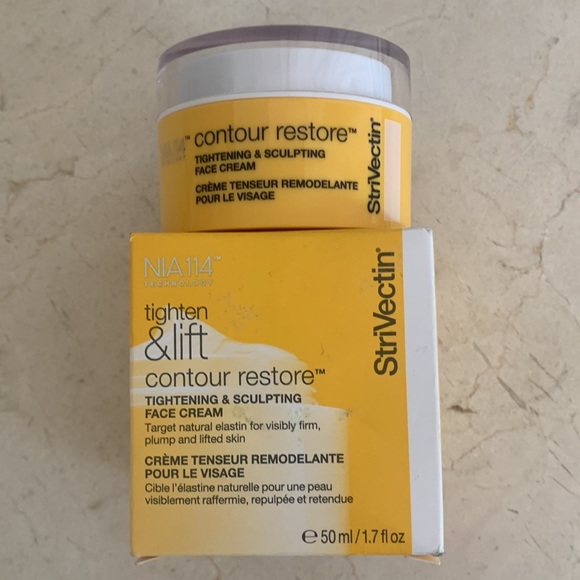 contour restore™
TIGHTENING & SCULPTING
FACE CREAM
CRÈME TENSEUR REMODELANTE
POUR LE VISAGE
StriVectin®
NIA114™
TECHNOLOGY
tighten
&lift
contour restore™
TIGHTENING & SCULPTING
FACE CREAM
Target natural elastin for visibly firm,
plump and lifted skin
CRÈME TENSEUR REMODELANTE
POUR LE VISAGE
Cible l'élastine naturelle pour une peau
visiblement raffermie, repulpée et retendue
StriVectin®
℮ 50 ml / 1.7 fl oz